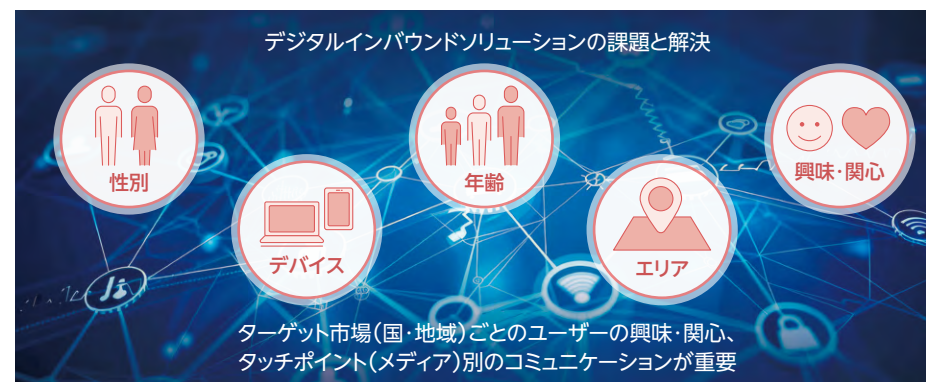 デジタルインバウンドソリューションの課題と解決
性別
デバイス
年齢
エリア
興味・関心
ターゲット市場(国・地域)ごとのユーザーの興味・関心、
タッチポイント(メディア)別のコミュニケーションが重要